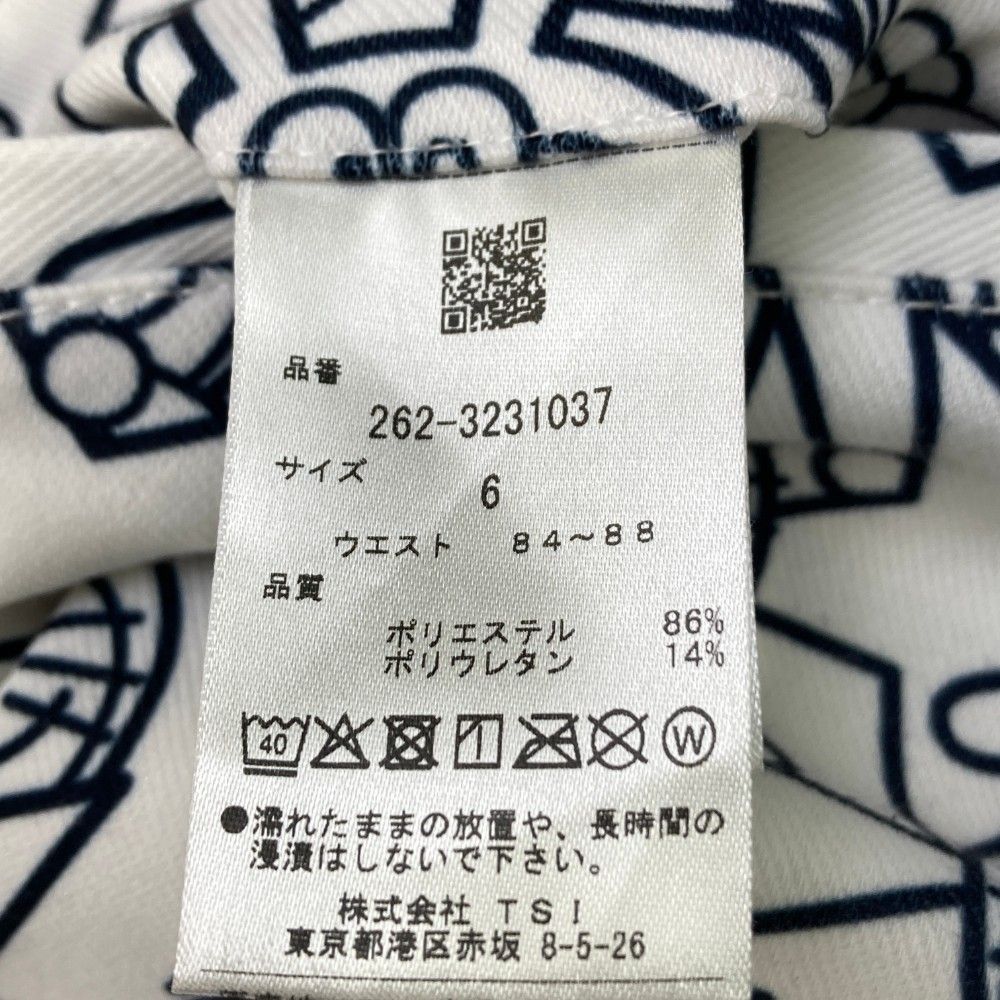 品番
262-3231037
サイズ
6
ウエスト 84～88
品質
ポリエステル 86%
ポリウレタン 14%
40
W
●濡れたままの放置や、長時間の
浸漬はしないで下さい。
株式会社 TSI
東京都港区赤坂 8-5-26